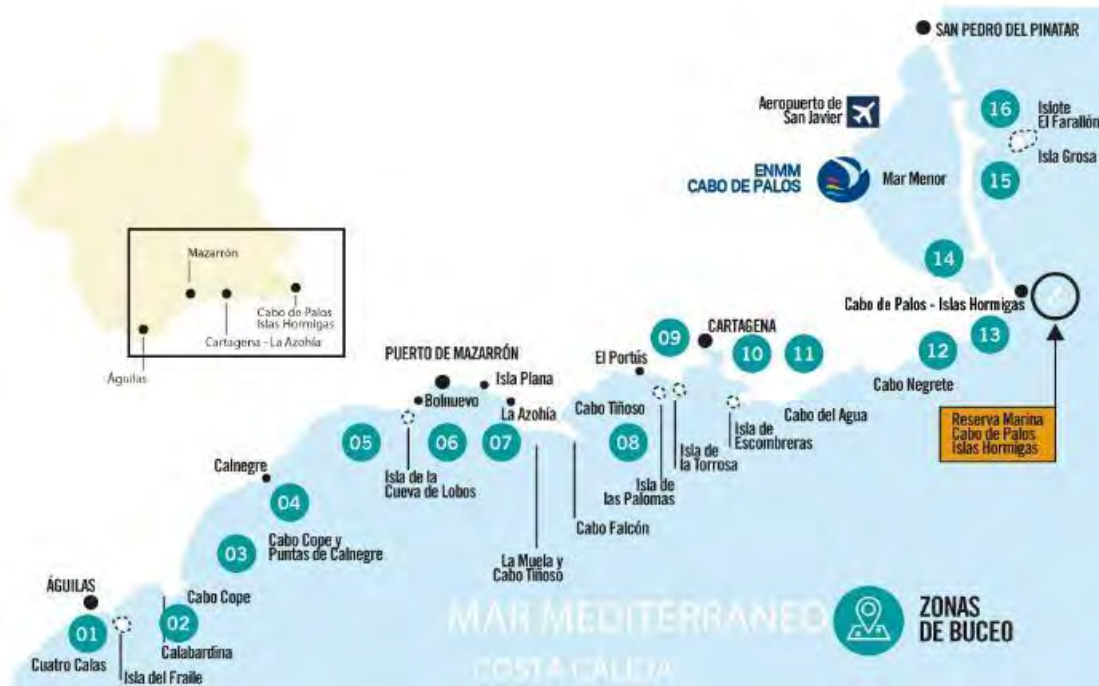 SAN PEDRO DEL PINATAR
Aeropuerto de
San Javier
16
Islote
El Farallón
Isla Grosa
ENMM
CABO DE PALOS
Mar Menor
15
14
Mazarrón
Cabo de Palos
Islas Hormigas
Cartagena - La Azohía
Águilas
Cabo de Palos - Islas Hormigas
13
12
Cabo Negrete
09
CARTAGENA
10
11
PUERTO DE MAZARRÓN
El Portús
Isla Plana
Bolnuevo
La Azohía
Cabo Tiñoso
Cabo del Agua
Isla de
Escombreras
Reserva Marina
Cabo de Palos
Islas Hormigas
05
06
07
08
Isla de
la Torrosa
Isla de
las Palomas
Isla de la
Cueva de Lobos
Calnegre
04
Cabo Falcón
Cabo Cope y
Puntas de Calnegre
03
La Muela y
Cabo Tiñoso
ÁGUILAS
Cabo Cope
01
02
Calabardina
Cuatro Calas
Isla del Fraile
MAR MEDITERRÁNEO
COSTA CÁLIDA
ZONAS
DE BUCEO